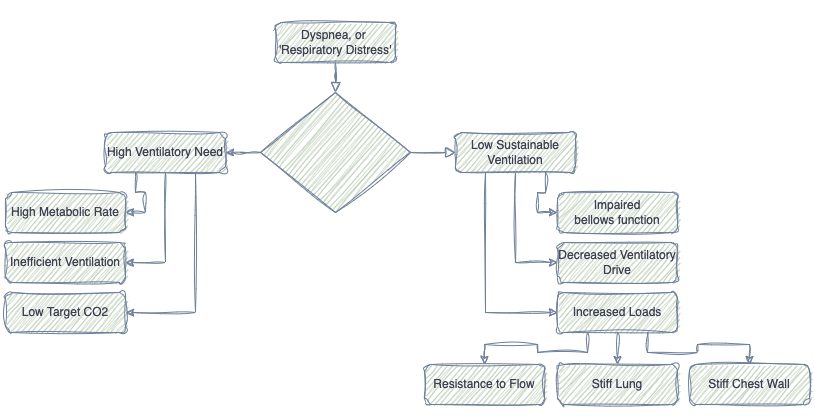 Dyspnea, or
'Respiratory Distress'
High Ventilatory Need
Low Sustainable
Ventilation
High Metabolic Rate
Inefficient Ventilation
Low Target CO2
Impaired
bellows function
Decreased Ventilatory
Drive
Increased Loads
Resistance to Flow
Stiff Lung
Stiff Chest Wall